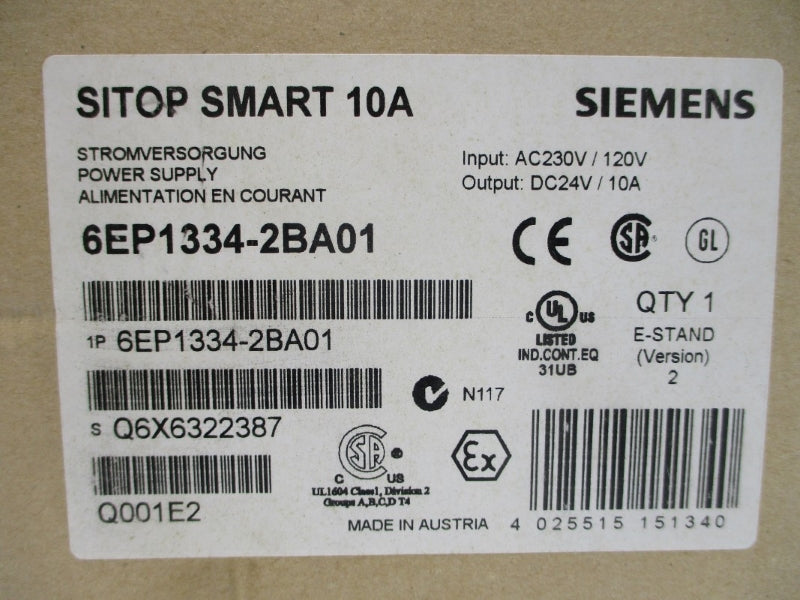 SITOP SMART 10A
SIEMENS
STROMVERSORGUNG
POWER SUPPLY
ALIMENTATION EN COURANT
Input: AC230V / 120V
Output: DC24V / 10A
6EP1334-2BA01
CE
SA
GL
1P 6EP1334-2BA01
c UL us
LISTED
IND.CONT.EQ
31UB
QTY 1
E-STAND
(Version)
2
N117
S Q6X6322387
SA
C US
UL1604 Class1, Division 2
Groups A,B,C,D T4
Ex
Q001E2
MADE IN AUSTRIA
4 025515 151340